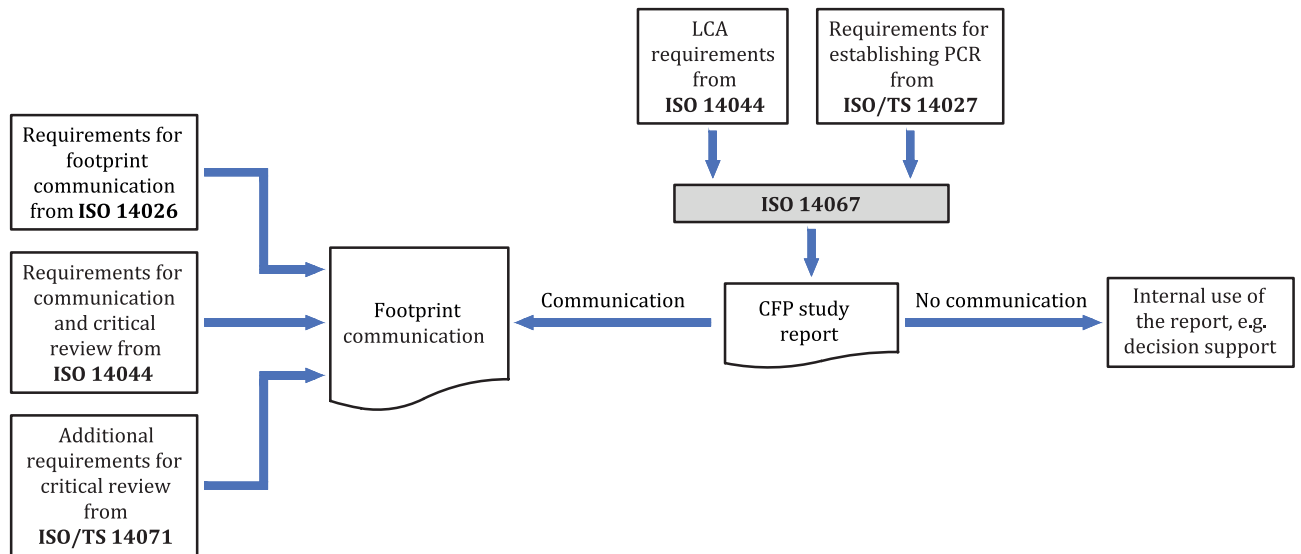 LCA
requirements
from
ISO 14044
Requirements for
establishing PCR
from
ISO/TS 14027
Requirements for
footprint
communication
from ISO 14026
ISO 14067
Requirements for
communication
and critical
review from
ISO 14044
Footprint
communication
Communication
CFP study
report
No communication
Internal use of
the report, e.g.
decision support
Additional
requirements for
critical review
from
ISO/TS 14071